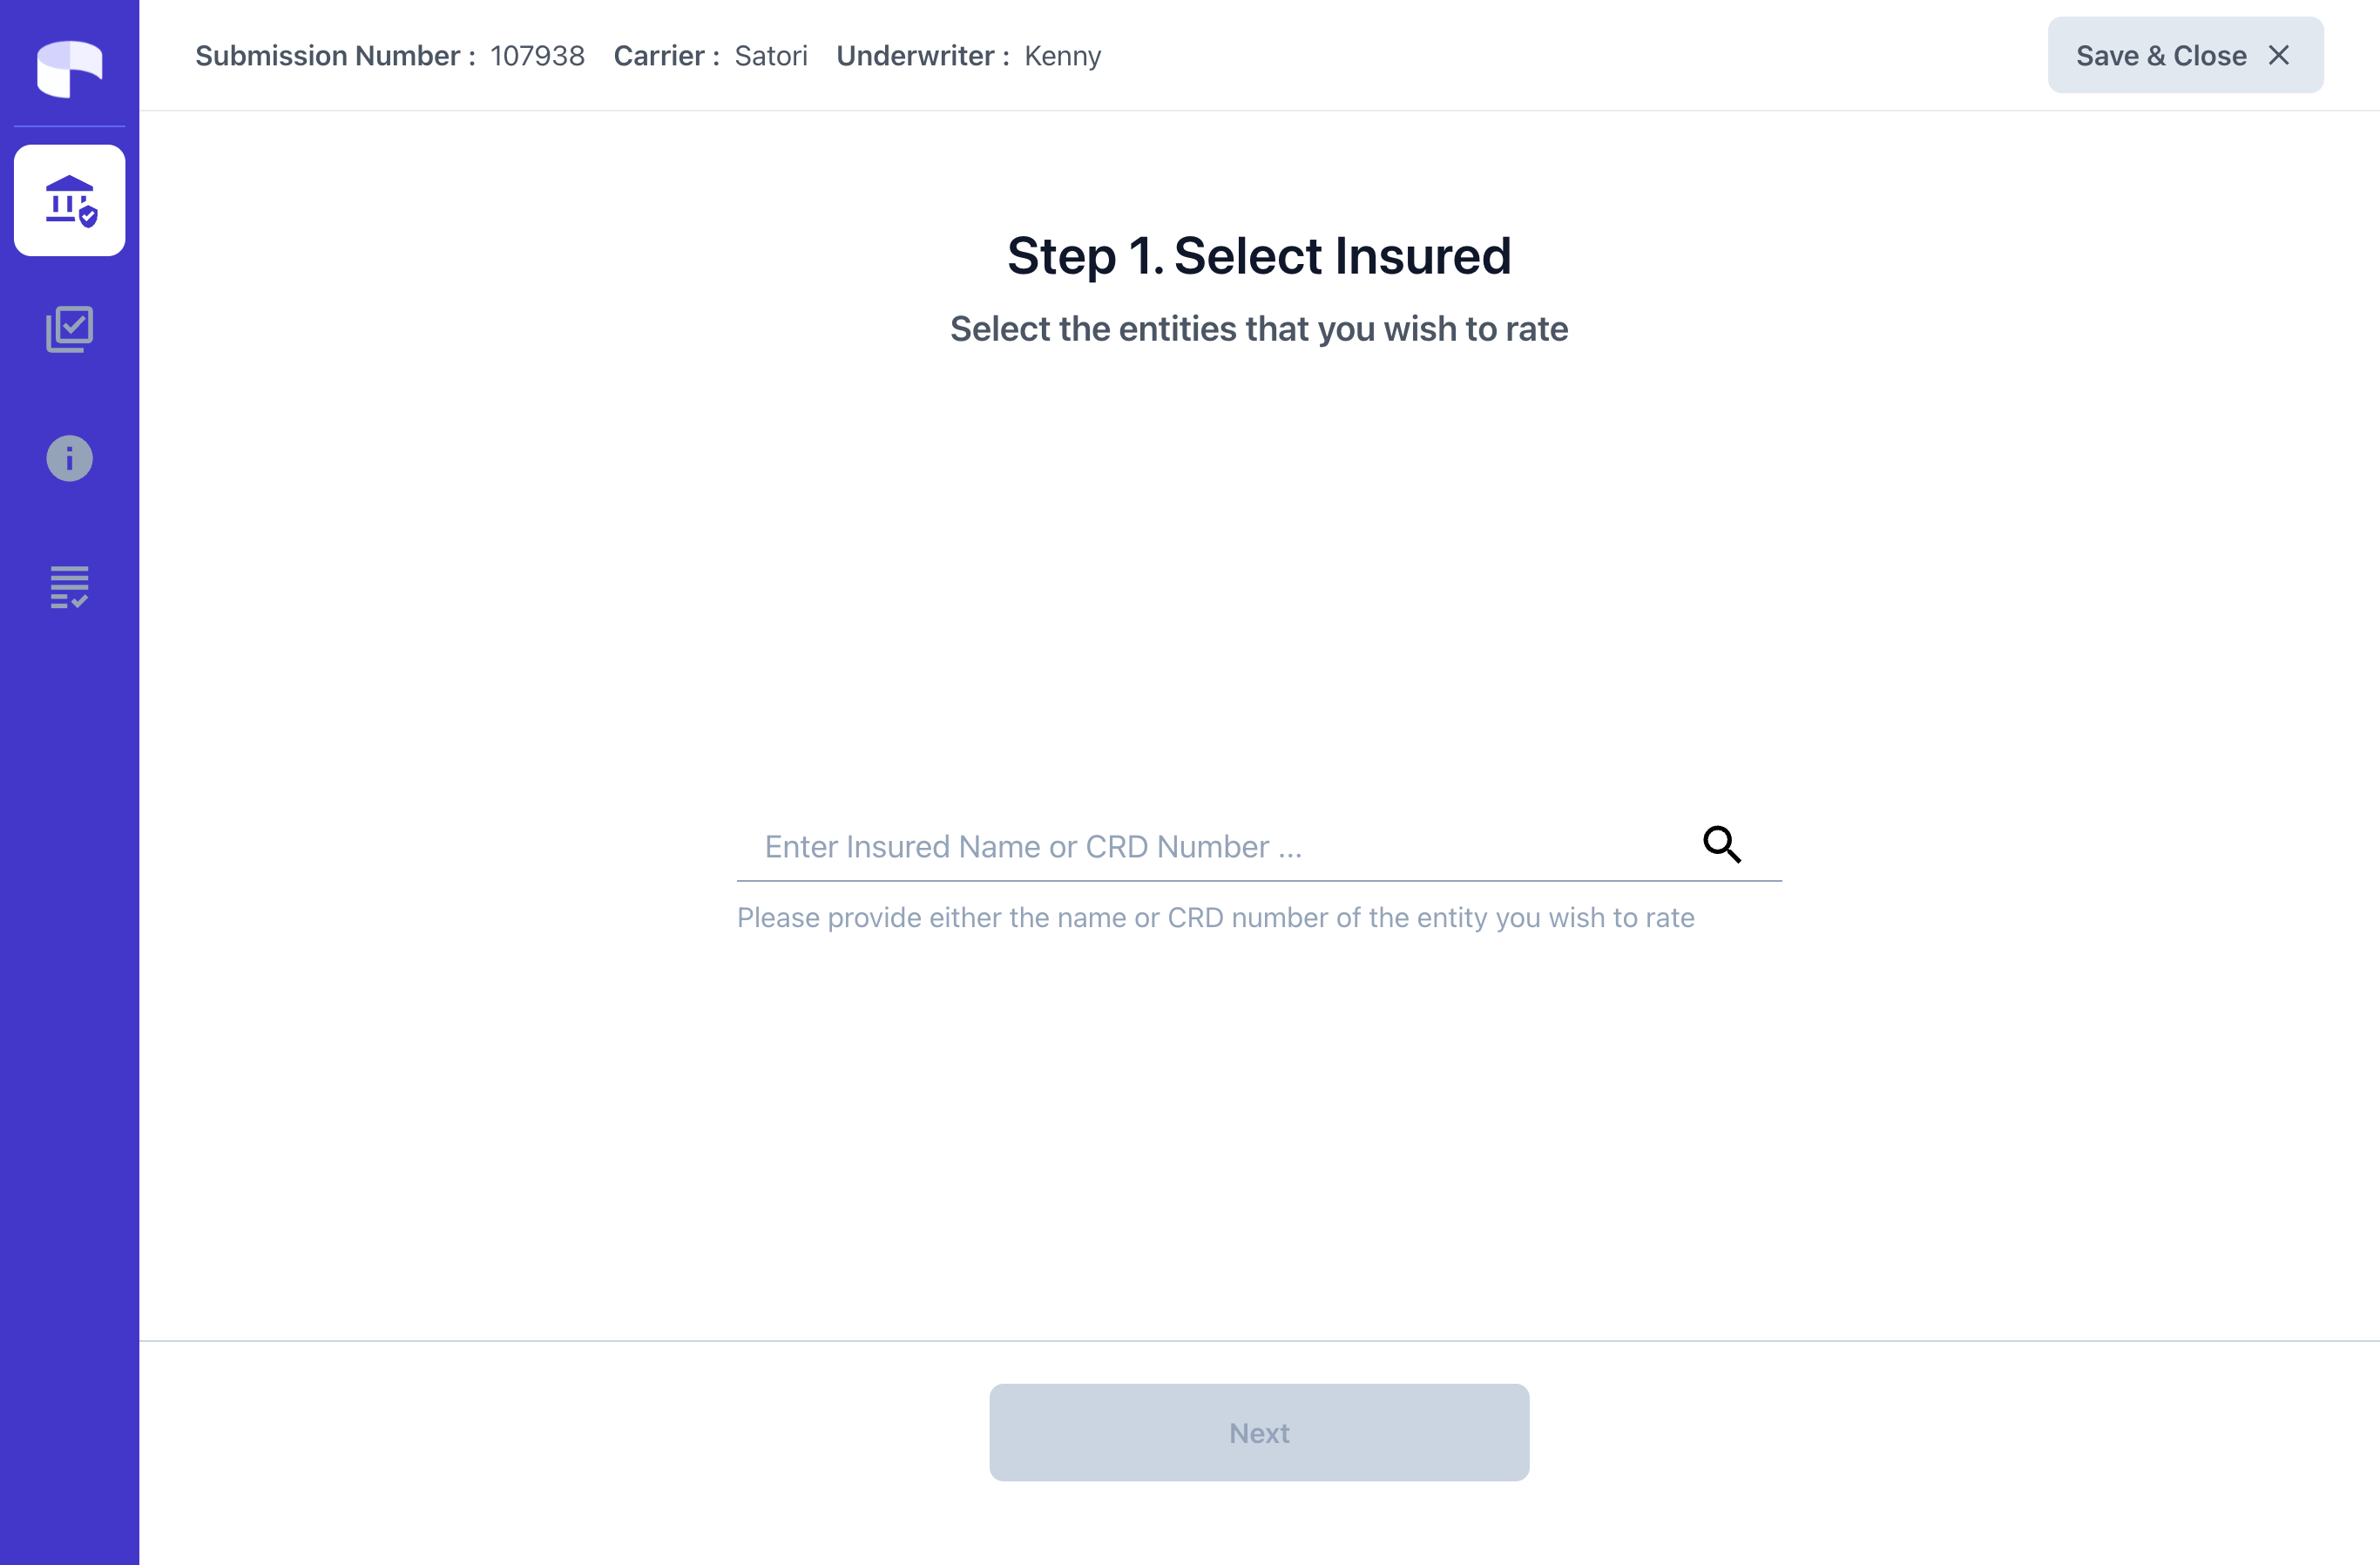 Submission Number : 107938 Carrier : Satori Underwriter : Kenny
Save & Close
Step 1. Select Insured
Select the entities that you wish to rate
Enter Insured Name or CRD Number ...
Please provide either the name or CRD number of the entity you wish to rate
Next